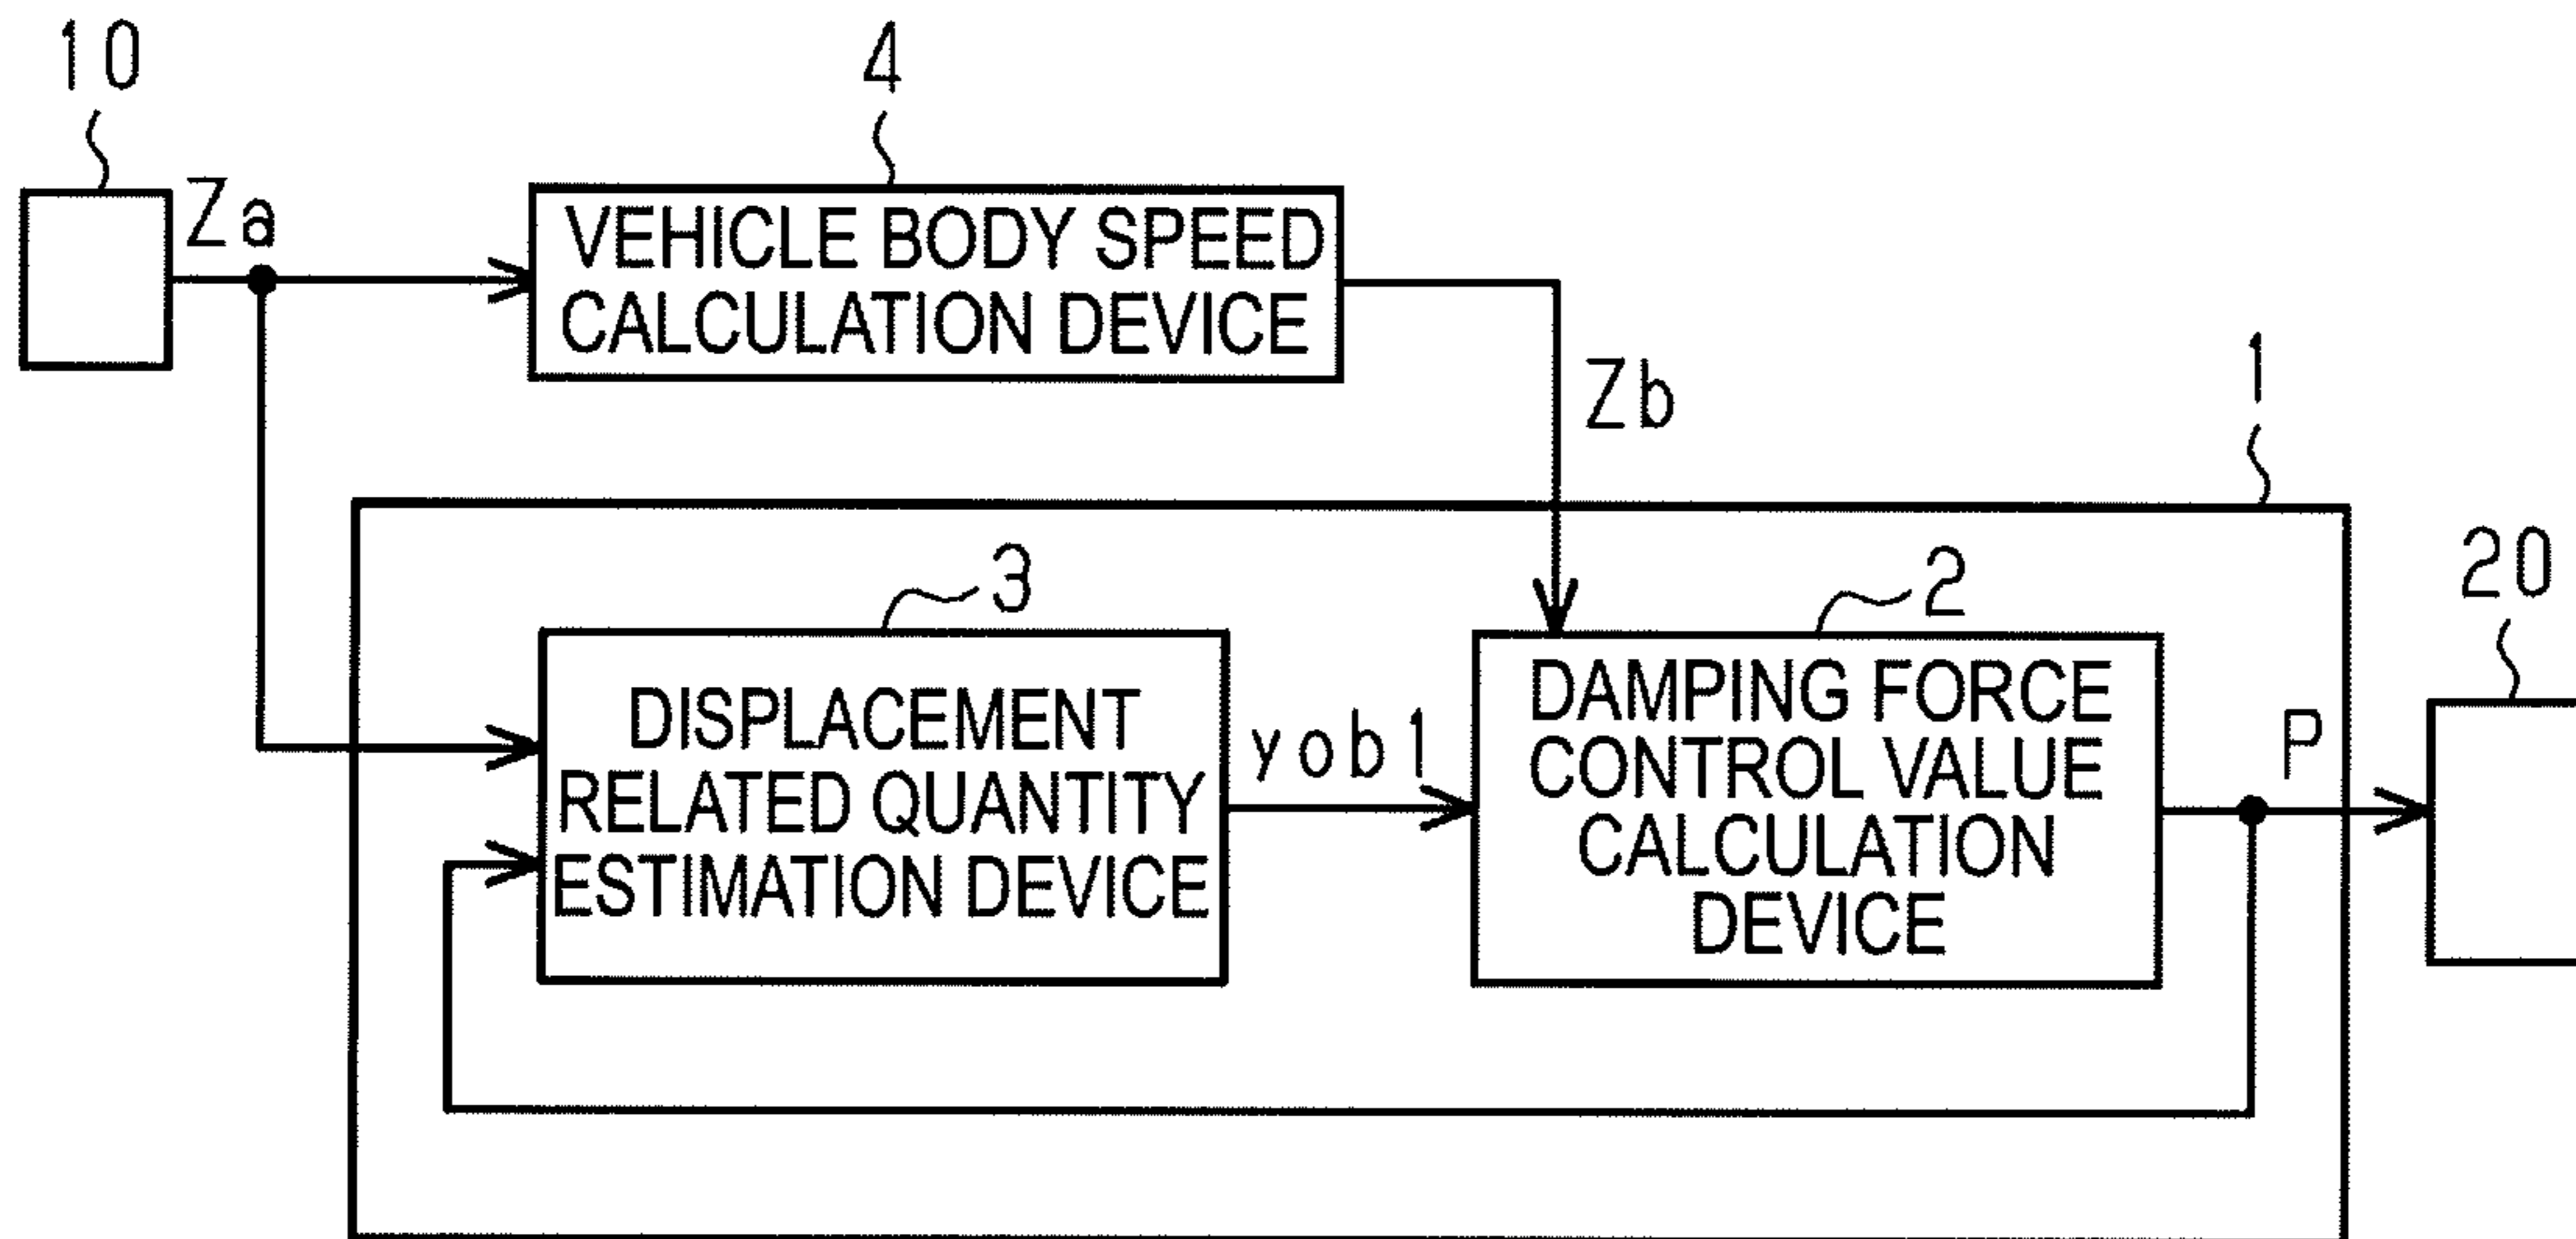 10
4
Za
VEHICLE BODY SPEED
CALCULATION DEVICE
Zb
1
3
2
20
DISPLACEMENT
RELATED QUANTITY
ESTIMATION DEVICE
yob1
DAMPING FORCE
CONTROL VALUE
CALCULATION
DEVICE
P